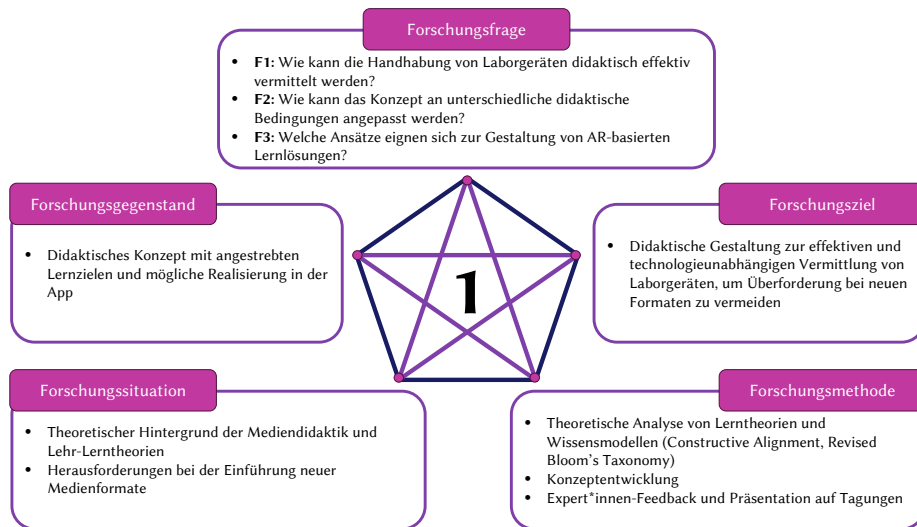 Forschungsfrage
• F1: Wie kann die Handhabung von Laborgeräten didaktisch effektiv
vermittelt werden?
• F2: Wie kann das Konzept an unterschiedliche didaktische
Bedingungen angepasst werden?
• F3: Welche Ansätze eignen sich zur Gestaltung von AR-basierten
Lernlösungen?
Forschungsgegenstand
• Didaktisches Konzept mit angestrebten
Lernzielen und mögliche Realisierung in der
App
Forschungsziel
• Didaktische Gestaltung zur effektiven und
technologieunabhängigen Vermittlung von
Laborgeräten, um Überforderung bei neuen
Formaten zu vermeiden
1
Forschungssituation
• Theoretischer Hintergrund der Mediendidaktik und
Lehr-Lerntheorien
• Herausforderungen bei der Einführung neuer
Medienformate
Forschungsmethode
• Theoretische Analyse von Lerntheorien und
Wissensmodellen (Constructive Alignment, Revised
Bloom's Taxonomy)
• Konzeptentwicklung
• Expert*innen-Feedback und Präsentation auf Tagungen